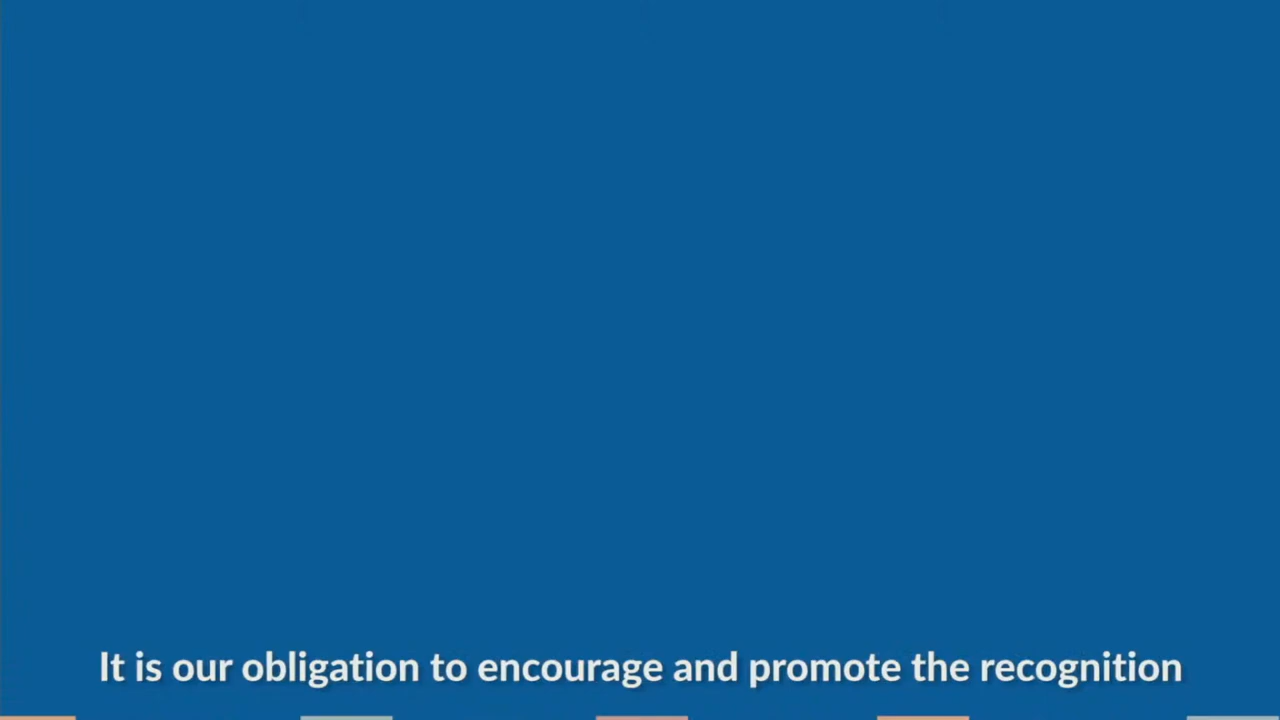 It is our obligation to encourage and promote the recognition